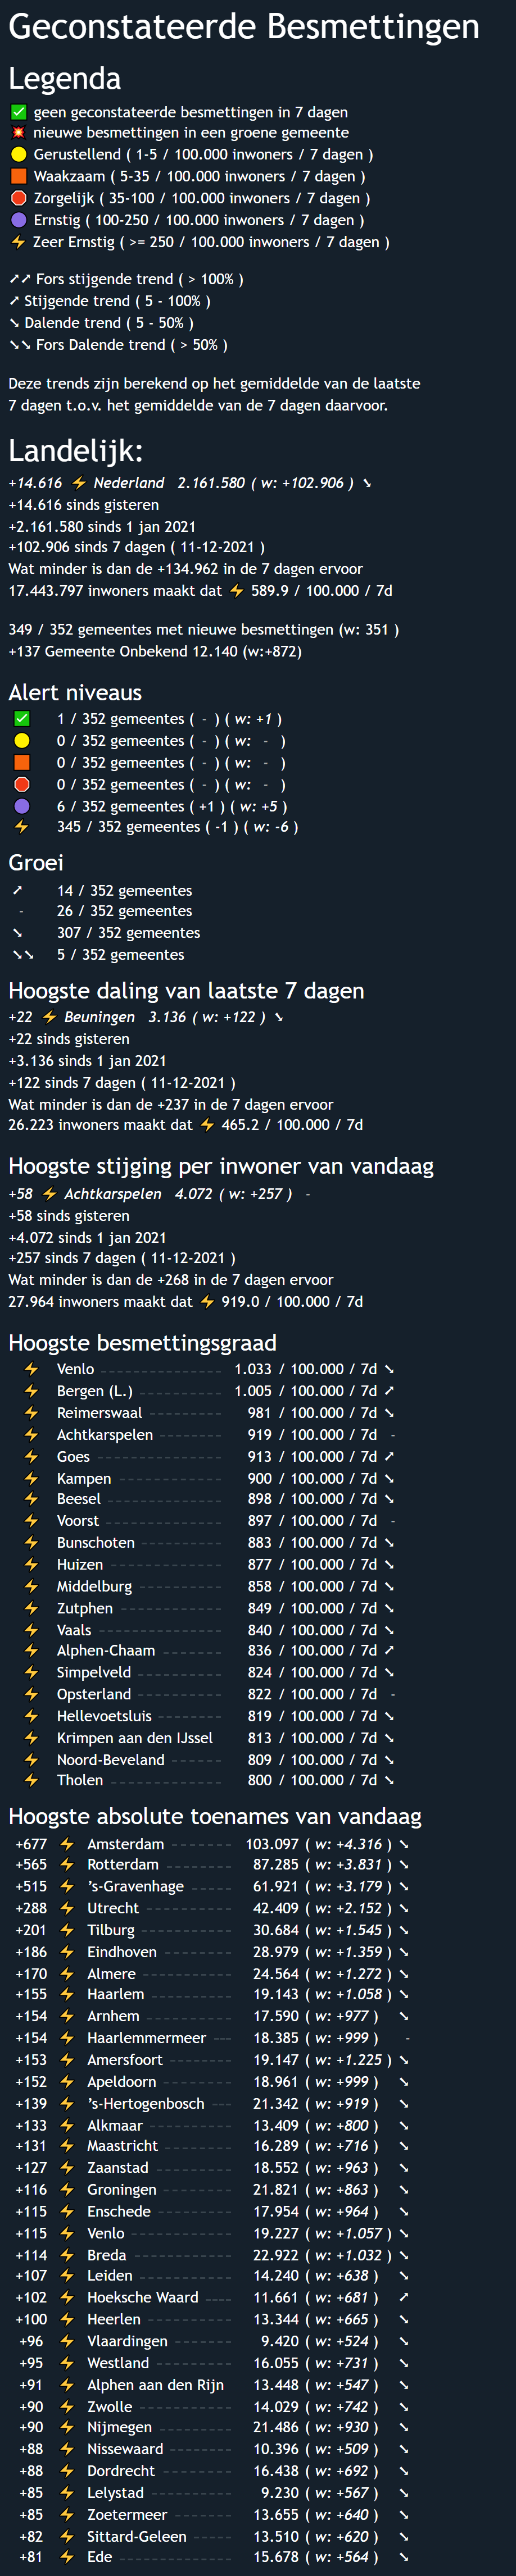 Geconstateerde Besmettingen
Legenda
✅ geen geconstateerde besmettingen in 7 dagen
💥 nieuwe besmettingen in een groene gemeente
🟡 Gerustellend ( 1-5 / 100.000 inwoners / 7 dagen )
🟧 Waakzaam ( 5-35 / 100.000 inwoners / 7 dagen )
🛑 Zorgelijk ( 35-100 / 100.000 inwoners / 7 dagen )
🟣 Ernstig ( 100-250 / 100.000 inwoners / 7 dagen )
⚡ Zeer Ernstig ( >= 250 / 100.000 inwoners / 7 dagen )
➚➚ Fors stijgende trend ( > 100% )
➚ Stijgende trend ( 5 - 100% )
➘ Dalende trend ( 5 - 50% )
➘➘ Fors Dalende trend ( > 50% )
Deze trends zijn berekend op het gemiddelde van de laatste
7 dagen t.o.v. het gemiddelde van de 7 dagen daarvoor.
Landelijk:
+14.616 ⚡ Nederland 2.161.580 ( w: +102.906 ) ➘
+14.616 sinds gisteren
+2.161.580 sinds 1 jan 2021
+102.906 sinds 7 dagen ( 11-12-2021 )
Wat minder is dan de +134.962 in de 7 dagen ervoor
17.443.797 inwoners maakt dat ⚡ 589.9 / 100.000 / 7d
349 / 352 gemeentes met nieuwe besmettingen (w: 351 )
+137 Gemeente Onbekend 12.140 (w:+872)
Alert niveaus
✅ 1 / 352 gemeentes ( - ) ( w: +1 )
🟡 0 / 352 gemeentes ( - ) ( w: - )
🟧 0 / 352 gemeentes ( - ) ( w: - )
🛑 0 / 352 gemeentes ( - ) ( w: - )
🟣 6 / 352 gemeentes ( +1 ) ( w: +5 )
⚡ 345 / 352 gemeentes ( -1 ) ( w: -6 )
Groei
➚ 14 / 352 gemeentes
- 26 / 352 gemeentes
➘ 307 / 352 gemeentes
➘➘ 5 / 352 gemeentes
Hoogste daling van laatste 7 dagen
+22 ⚡ Beuningen 3.136 ( w: +122 ) ➘
+22 sinds gisteren
+3.136 sinds 1 jan 2021
+122 sinds 7 dagen ( 11-12-2021 )
Wat minder is dan de +237 in de 7 dagen ervoor
26.223 inwoners maakt dat ⚡ 465.2 / 100.000 / 7d
Hoogste stijging per inwoner van vandaag
+58 ⚡ Achtkarspelen 4.072 ( w: +257 ) -
+58 sinds gisteren
+4.072 sinds 1 jan 2021
+257 sinds 7 dagen ( 11-12-2021 )
Wat minder is dan de +268 in de 7 dagen ervoor
27.964 inwoners maakt dat ⚡ 919.0 / 100.000 / 7d
Hoogste besmettingsgraad
⚡ Venlo 1.033 / 100.000 / 7d ➘
⚡ Bergen (L.) 1.005 / 100.000 / 7d ➚
⚡ Reimerswaal 981 / 100.000 / 7d ➘
⚡ Achtkarspelen 919 / 100.000 / 7d -
⚡ Goes 913 / 100.000 / 7d ➚
⚡ Kampen 900 / 100.000 / 7d ➘
⚡ Beesel 898 / 100.000 / 7d ➘
⚡ Voorst 897 / 100.000 / 7d -
⚡ Bunschoten 883 / 100.000 / 7d ➘
⚡ Huizen 877 / 100.000 / 7d ➘
⚡ Middelburg 858 / 100.000 / 7d ➘
⚡ Zutphen 849 / 100.000 / 7d ➘
⚡ Vaals 840 / 100.000 / 7d ➘
⚡ Alphen-Chaam 836 / 100.000 / 7d ➚
⚡ Simpelveld 824 / 100.000 / 7d ➘
⚡ Opsterland 822 / 100.000 / 7d -
⚡ Hellevoetsluis 819 / 100.000 / 7d ➘
⚡ Krimpen aan den IJssel 813 / 100.000 / 7d ➘
⚡ Noord-Beveland 809 / 100.000 / 7d ➘
⚡ Tholen 800 / 100.000 / 7d ➘
Hoogste absolute toenames van vandaag
+677 ⚡ Amsterdam 103.097 ( w: +4.316 ) ➘
+565 ⚡ Rotterdam 87.285 ( w: +3.831 ) ➘
+515 ⚡ ’s-Gravenhage 61.921 ( w: +3.179 ) ➘
+288 ⚡ Utrecht 42.409 ( w: +2.152 ) ➘
+201 ⚡ Tilburg 30.684 ( w: +1.545 ) ➘
+186 ⚡ Eindhoven 28.979 ( w: +1.359 ) ➘
+170 ⚡ Almere 24.564 ( w: +1.272 ) ➘
+155 ⚡ Haarlem 19.143 ( w: +1.058 ) ➘
+154 ⚡ Arnhem 17.590 ( w: +977 ) ➘
+154 ⚡ Haarlemmermeer 18.385 ( w: +999 ) -
+153 ⚡ Amersfoort 19.147 ( w: +1.225 ) ➘
+152 ⚡ Apeldoorn 18.961 ( w: +999 ) ➘
+139 ⚡ ’s-Hertogenbosch 21.342 ( w: +919 ) ➘
+133 ⚡ Alkmaar 13.409 ( w: +800 ) ➘
+131 ⚡ Maastricht 16.289 ( w: +716 ) ➘
+127 ⚡ Zaanstad 18.552 ( w: +963 ) ➘
+116 ⚡ Groningen 21.821 ( w: +863 ) ➘
+115 ⚡ Enschede 17.954 ( w: +964 ) ➘
+115 ⚡ Venlo 19.227 ( w: +1.057 ) ➘
+114 ⚡ Breda 22.922 ( w: +1.032 ) ➘
+107 ⚡ Leiden 14.240 ( w: +638 ) ➘
+102 ⚡ Hoeksche Waard 11.661 ( w: +681 ) ➚
+100 ⚡ Heerlen 13.344 ( w: +665 ) ➘
+96 ⚡ Vlaardingen 9.420 ( w: +524 ) ➘
+95 ⚡ Westland 16.055 ( w: +731 ) ➘
+91 ⚡ Alphen aan den Rijn 13.448 ( w: +547 ) ➘
+90 ⚡ Zwolle 14.029 ( w: +742 ) ➘
+90 ⚡ Nijmegen 21.486 ( w: +930 ) ➘
+88 ⚡ Nissewaard 10.396 ( w: +509 ) ➘
+88 ⚡ Dordrecht 16.438 ( w: +692 ) ➘
+85 ⚡ Lelystad 9.230 ( w: +567 ) ➘
+85 ⚡ Zoetermeer 13.655 ( w: +640 ) ➘
+82 ⚡ Sittard-Geleen 13.510 ( w: +620 ) ➘
+81 ⚡ Ede 15.678 ( w: +564 ) ➘